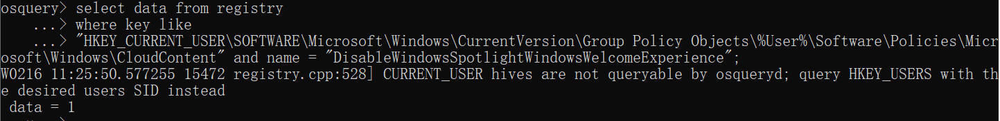 osquery> select data from registry
...> where key like
...> "HKEY_CURRENT_USER\SOFTWARE\Microsoft\Windows\CurrentVersion\Group Policy Objects\%User%\Software\Policies\Micr
osoft\Windows\CloudContent" and name = "DisableWindowsSpotlightWindowsWelcomeExperience";
W0216 11:25:50.577255 15472 registry.cpp:528] CURRENT_USER hives are not queryable by osqueryd; query HKEY_USERS with th
e desired users SID instead
data = 1